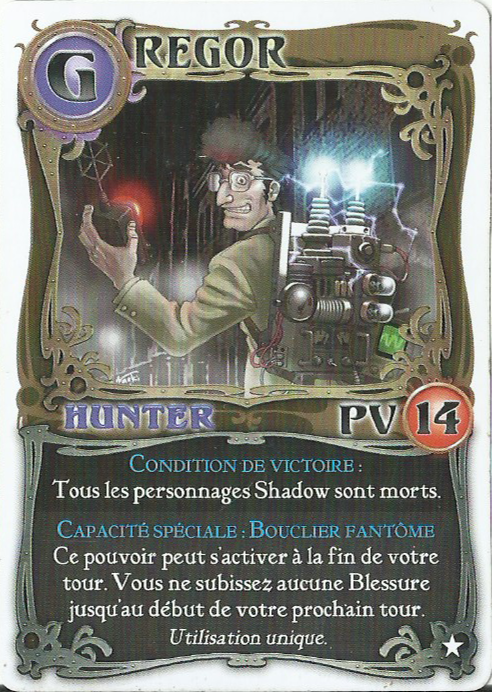 GREGOR
HUNTER PV 14
CONDITION DE VICTOIRE :
Tous les personnages Shadow sont morts.
CAPACITÉ SPÉCIALE : BOUCLIER FANTÔME
Ce pouvoir peut s'activer à la fin de votre
tour. Vous ne subissez aucune Blessure
jusqu'au début de votre prochain tour.
Utilisation unique.